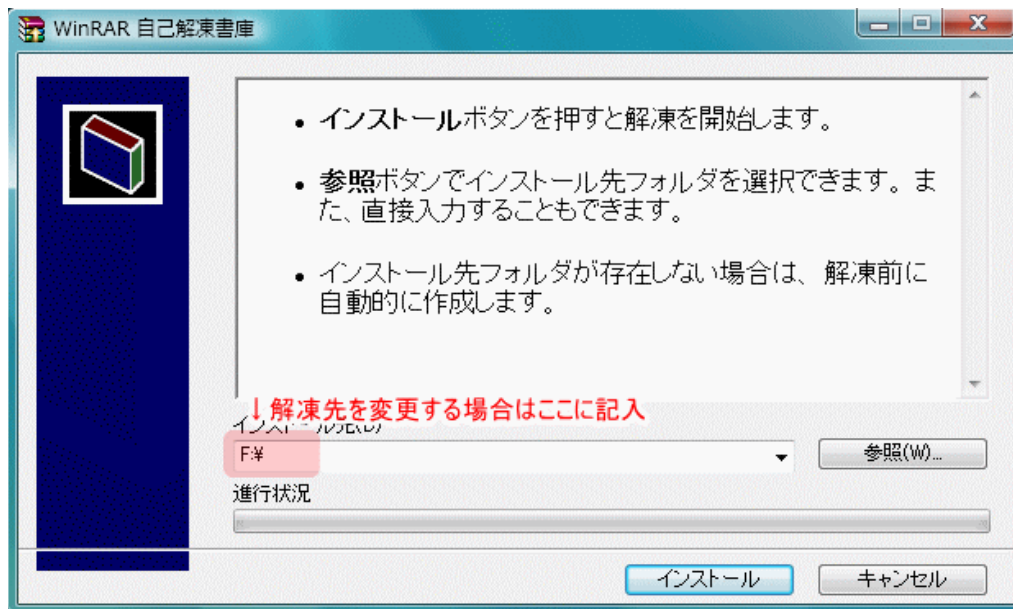 WinRAR 自己解凍書庫
• インストールボタンを押すと解凍を開始します。
• 参照ボタンでインストール先フォルダを選択できます。ま
た、直接入力することもできます。
• インストール先フォルダが存在しない場合は、解凍前に
自動的に作成します。
↓解凍先を変更する場合はここに記入
インストール先(D)
F:¥
参照(W)...
進行状況
インストール
キャンセル